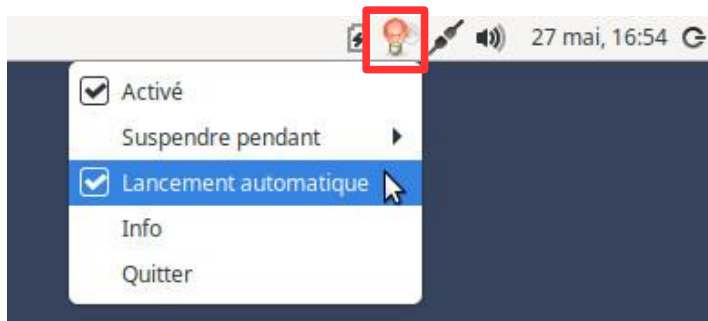 27 mai, 16:54
Activé
Suspendre pendant
Lancement automatique
Info
Quitter